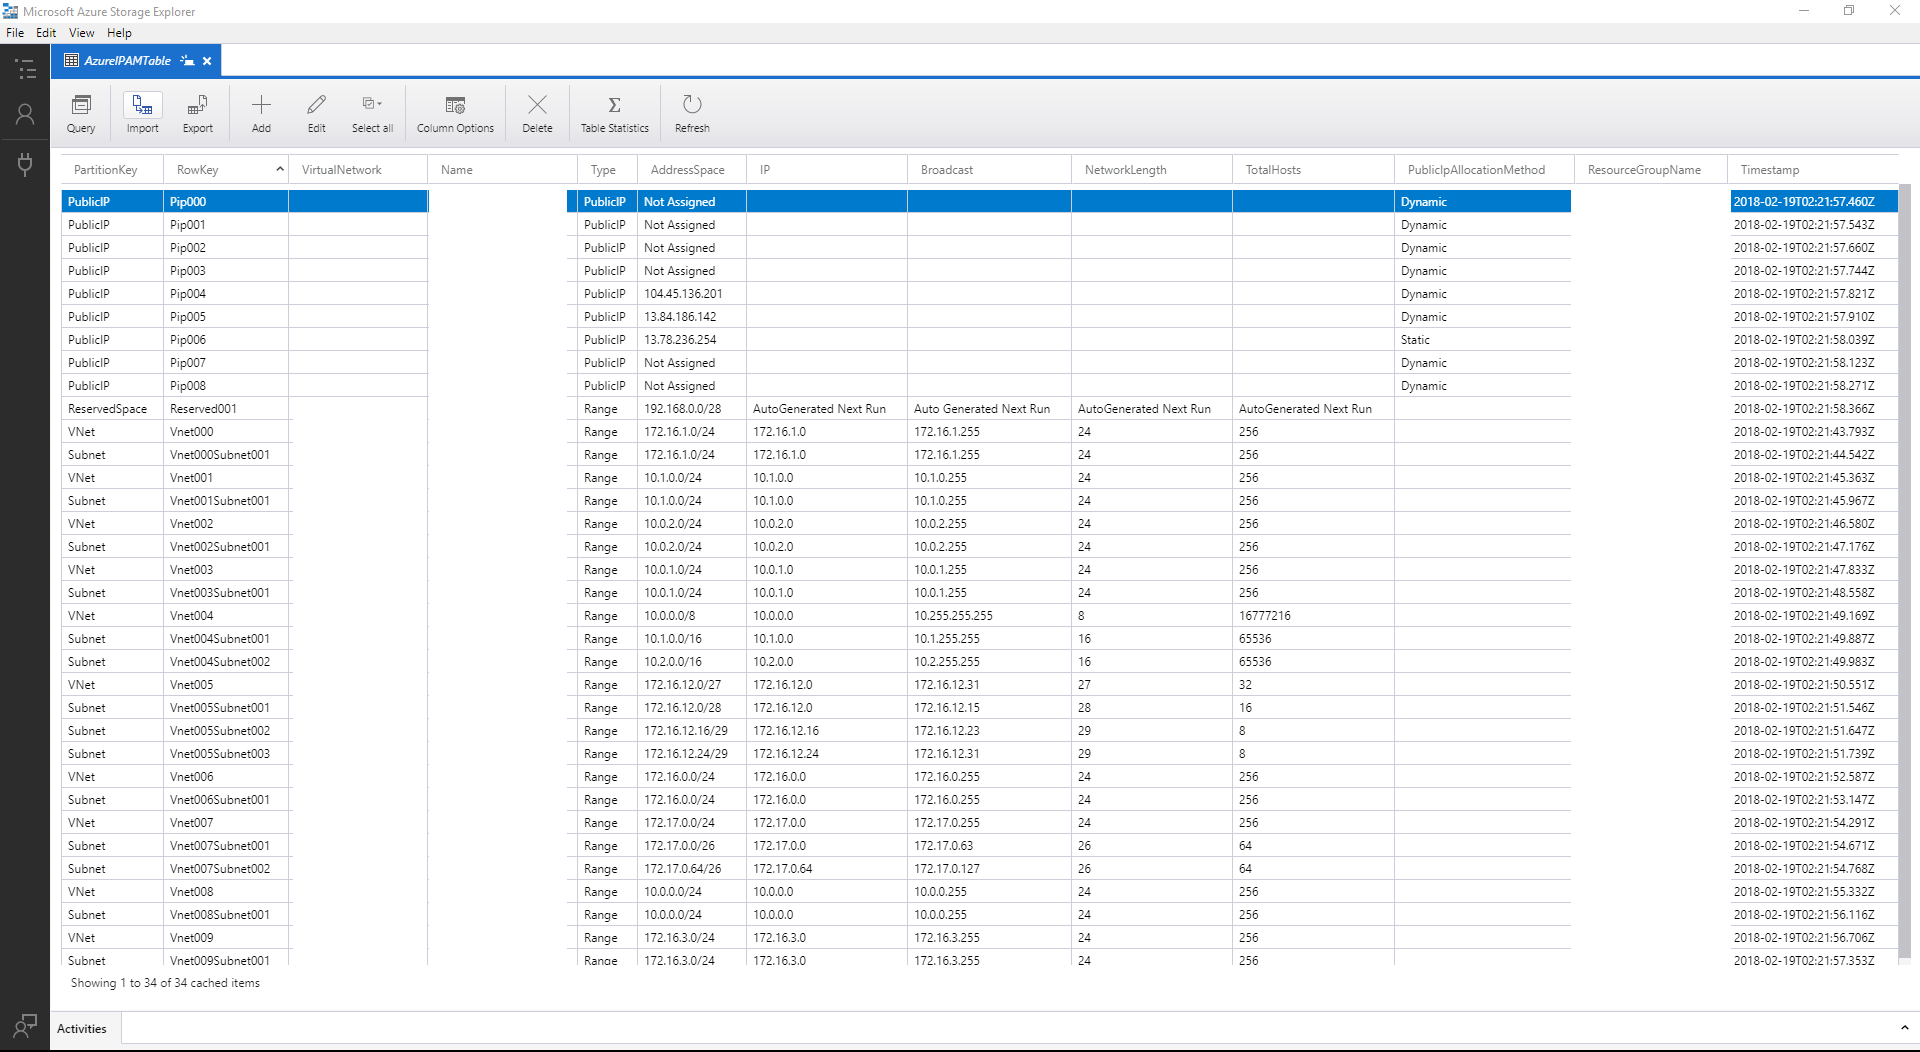 Microsoft Azure Storage Explorer
File Edit View Help
AzureIPAMTable
Query Import Export Add Edit Select all Column Options Delete Table Statistics Refresh
PartitionKey RowKey VirtualNetwork Name Type AddressSpace IP Broadcast NetworkLength TotalHosts PublicIpAllocationMethod ResourceGroupName Timestamp
PublicIP Pip000 PublicIP Not Assigned Dynamic 2018-02-19T02:21:57.460Z
PublicIP Pip001 PublicIP Not Assigned Dynamic 2018-02-19T02:21:57.543Z
PublicIP Pip002 PublicIP Not Assigned Dynamic 2018-02-19T02:21:57.660Z
PublicIP Pip003 PublicIP Not Assigned Dynamic 2018-02-19T02:21:57.744Z
PublicIP Pip004 PublicIP 104.45.136.201 Dynamic 2018-02-19T02:21:57.821Z
PublicIP Pip005 PublicIP 13.84.186.142 Dynamic 2018-02-19T02:21:57.910Z
PublicIP Pip006 PublicIP 13.78.236.254 Static 2018-02-19T02:21:58.039Z
PublicIP Pip007 PublicIP Not Assigned Dynamic 2018-02-19T02:21:58.123Z
PublicIP Pip008 PublicIP Not Assigned Dynamic 2018-02-19T02:21:58.271Z
ReservedSpace Reserved001 Range 192.168.0.0/28 AutoGenerated Next Run Auto Generated Next Run AutoGenerated Next Run AutoGenerated Next Run 2018-02-19T02:21:58.366Z
VNet Vnet000 Range 172.16.1.0/24 172.16.1.0 172.16.1.255 24 256 2018-02-19T02:21:43.793Z
Subnet Vnet000Subnet001 Range 172.16.1.0/24 172.16.1.0 172.16.1.255 24 256 2018-02-19T02:21:44.542Z
VNet Vnet001 Range 10.1.0.0/24 10.1.0.0 10.1.0.255 24 256 2018-02-19T02:21:45.363Z
Subnet Vnet001Subnet001 Range 10.1.0.0/24 10.1.0.0 10.1.0.255 24 256 2018-02-19T02:21:45.967Z
VNet Vnet002 Range 10.0.2.0/24 10.0.2.0 10.0.2.255 24 256 2018-02-19T02:21:46.580Z
Subnet Vnet002Subnet001 Range 10.0.2.0/24 10.0.2.0 10.0.2.255 24 256 2018-02-19T02:21:47.176Z
VNet Vnet003 Range 10.0.1.0/24 10.0.1.0 10.0.1.255 24 256 2018-02-19T02:21:47.833Z
Subnet Vnet003Subnet001 Range 10.0.1.0/24 10.0.1.0 10.0.1.255 24 256 2018-02-19T02:21:48.558Z
VNet Vnet004 Range 10.0.0.0/8 10.0.0.0 10.255.255.255 8 16777216 2018-02-19T02:21:49.169Z
Subnet Vnet004Subnet001 Range 10.1.0.0/16 10.1.0.0 10.1.255.255 16 65536 2018-02-19T02:21:49.887Z
Subnet Vnet004Subnet002 Range 10.2.0.0/16 10.2.0.0 10.2.255.255 16 65536 2018-02-19T02:21:49.983Z
VNet Vnet005 Range 172.16.12.0/27 172.16.12.0 172.16.12.31 27 32 2018-02-19T02:21:50.551Z
Subnet Vnet005Subnet001 Range 172.16.12.0/28 172.16.12.0 172.16.12.15 28 16 2018-02-19T02:21:51.546Z
Subnet Vnet005Subnet002 Range 172.16.12.16/29 172.16.12.16 172.16.12.23 29 8 2018-02-19T02:21:51.647Z
Subnet Vnet005Subnet003 Range 172.16.12.24/29 172.16.12.24 172.16.12.31 29 8 2018-02-19T02:21:51.739Z
VNet Vnet006 Range 172.16.0.0/24 172.16.0.0 172.16.0.255 24 256 2018-02-19T02:21:52.587Z
Subnet Vnet006Subnet001 Range 172.16.0.0/24 172.16.0.0 172.16.0.255 24 256 2018-02-19T02:21:53.147Z
VNet Vnet007 Range 172.17.0.0/24 172.17.0.0 172.17.0.255 24 256 2018-02-19T02:21:54.291Z
Subnet Vnet007Subnet001 Range 172.17.0.0/26 172.17.0.0 172.17.0.63 26 64 2018-02-19T02:21:54.671Z
Subnet Vnet007Subnet002 Range 172.17.0.64/26 172.17.0.64 172.17.0.127 26 64 2018-02-19T02:21:54.768Z
VNet Vnet008 Range 10.0.0.0/24 10.0.0.0 10.0.0.255 24 256 2018-02-19T02:21:55.332Z
Subnet Vnet008Subnet001 Range 10.0.0.0/24 10.0.0.0 10.0.0.255 24 256 2018-02-19T02:21:56.116Z
VNet Vnet009 Range 172.16.3.0/24 172.16.3.0 172.16.3.255 24 256 2018-02-19T02:21:56.706Z
Subnet Vnet009Subnet001 Range 172.16.3.0/24 172.16.3.0 172.16.3.255 24 256 2018-02-19T02:21:57.353Z
Showing 1 to 34 of 34 cached items
Activities